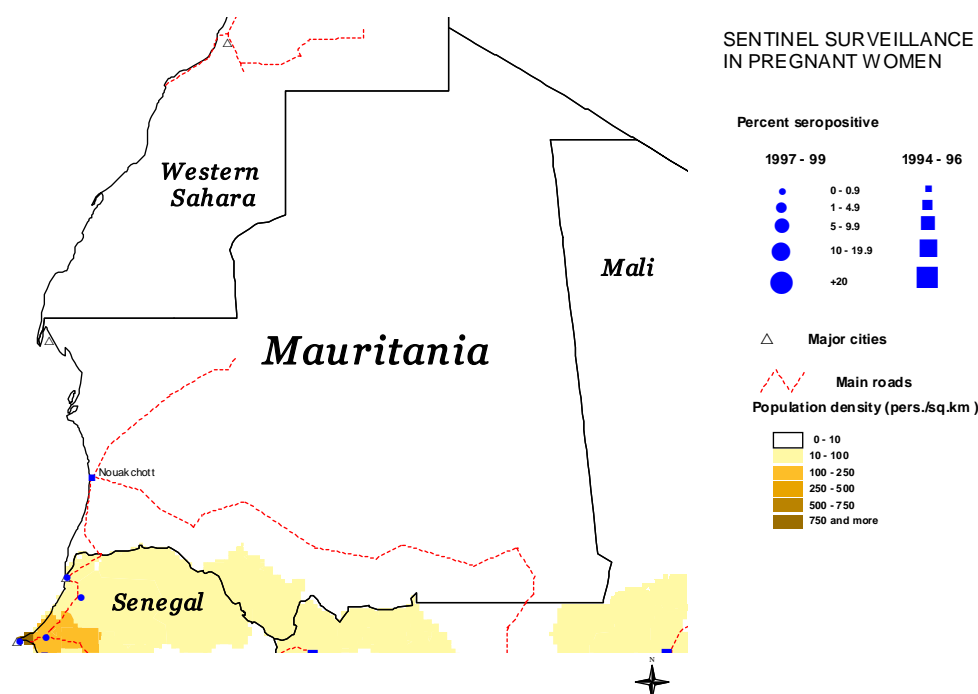 SENTINEL SURVEILLANCE
IN PREGNANT WOMEN
Percent seropositive
1997 - 99
1994 - 96
0 - 0.9
1 - 4.9
5 - 9.9
10 - 19.9
+20
Major cities
Main roads
Population density (pers./sq.km )
0 - 10
10 - 100
100 - 250
250 - 500
500 - 750
750 and more
Western
Sahara
Mali
Mauritania
Nouakchott
Senegal
N